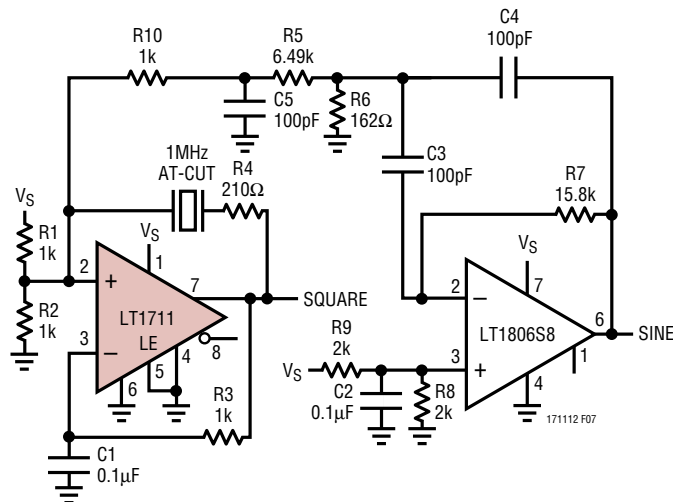 C4
100pF
R10
1k
R5
6.49k
C5
100pF
R6
162Ω
C3
100pF
1MHz
AT-CUT
R4
210Ω
R7
15.8k
VS
R1
1k
R2
1k
VS
1
2
+
7
SQUARE
LT1711
3
−
LE
8
6
5
4
R3
1k
C1
0.1µF
VS
7
2
−
6
SINE
LT1806S8
3
+
1
4
R9
2k
VS
C2
0.1µF
R8
2k
171112 F07